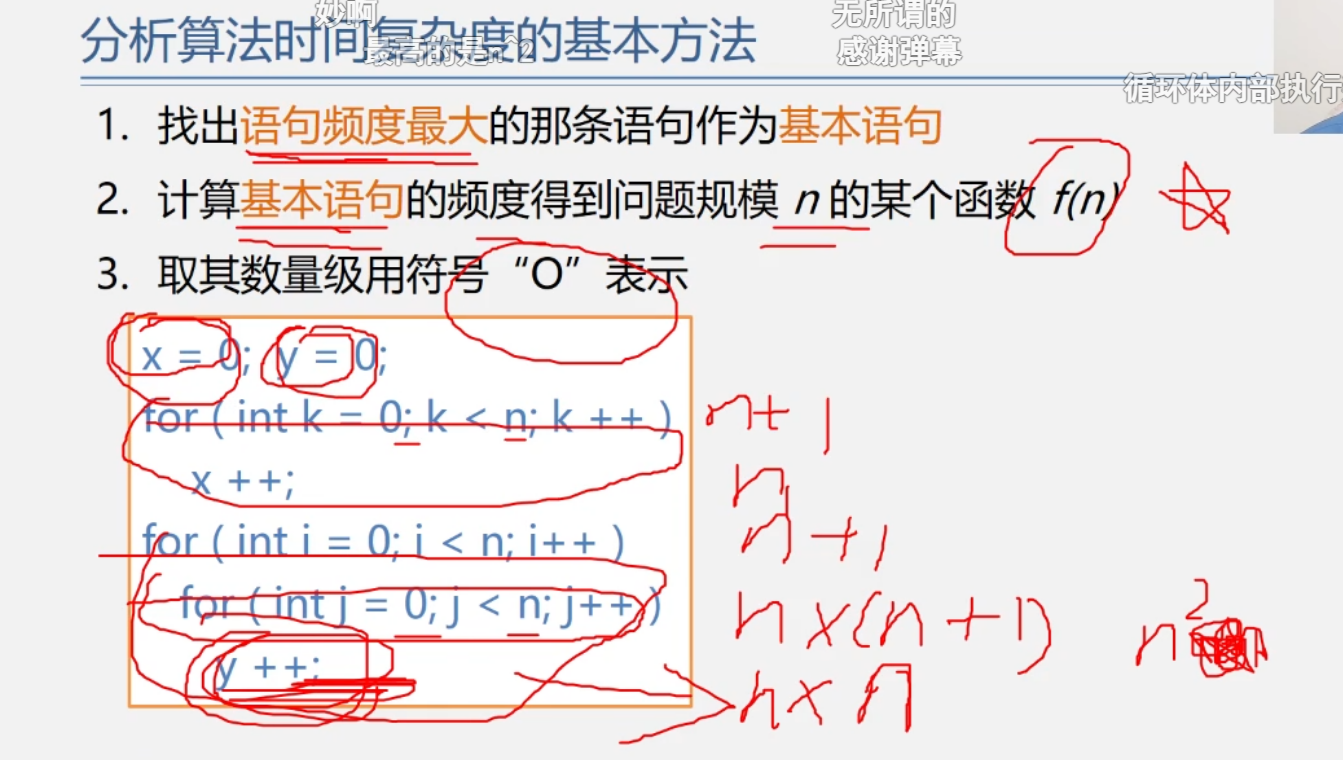 妙啊
无所谓的
分析算法时间复杂度的基本方法
最高的是n^2
感谢弹幕
循环体内部执行
1. 找出语句频度最大的那条语句作为基本语句
2. 计算基本语句的频度得到问题规模 n 的某个函数 f(n)
3. 取其数量级用符号“O”表示
x = 0; y = 0;
for ( int k = 0; k < n; k ++ ) n+1
x ++; n
for ( int i = 0; i < n; i++ ) n+1
for ( int j = 0; j < n; j++ ) n×(n+1) n²
y ++; n×n